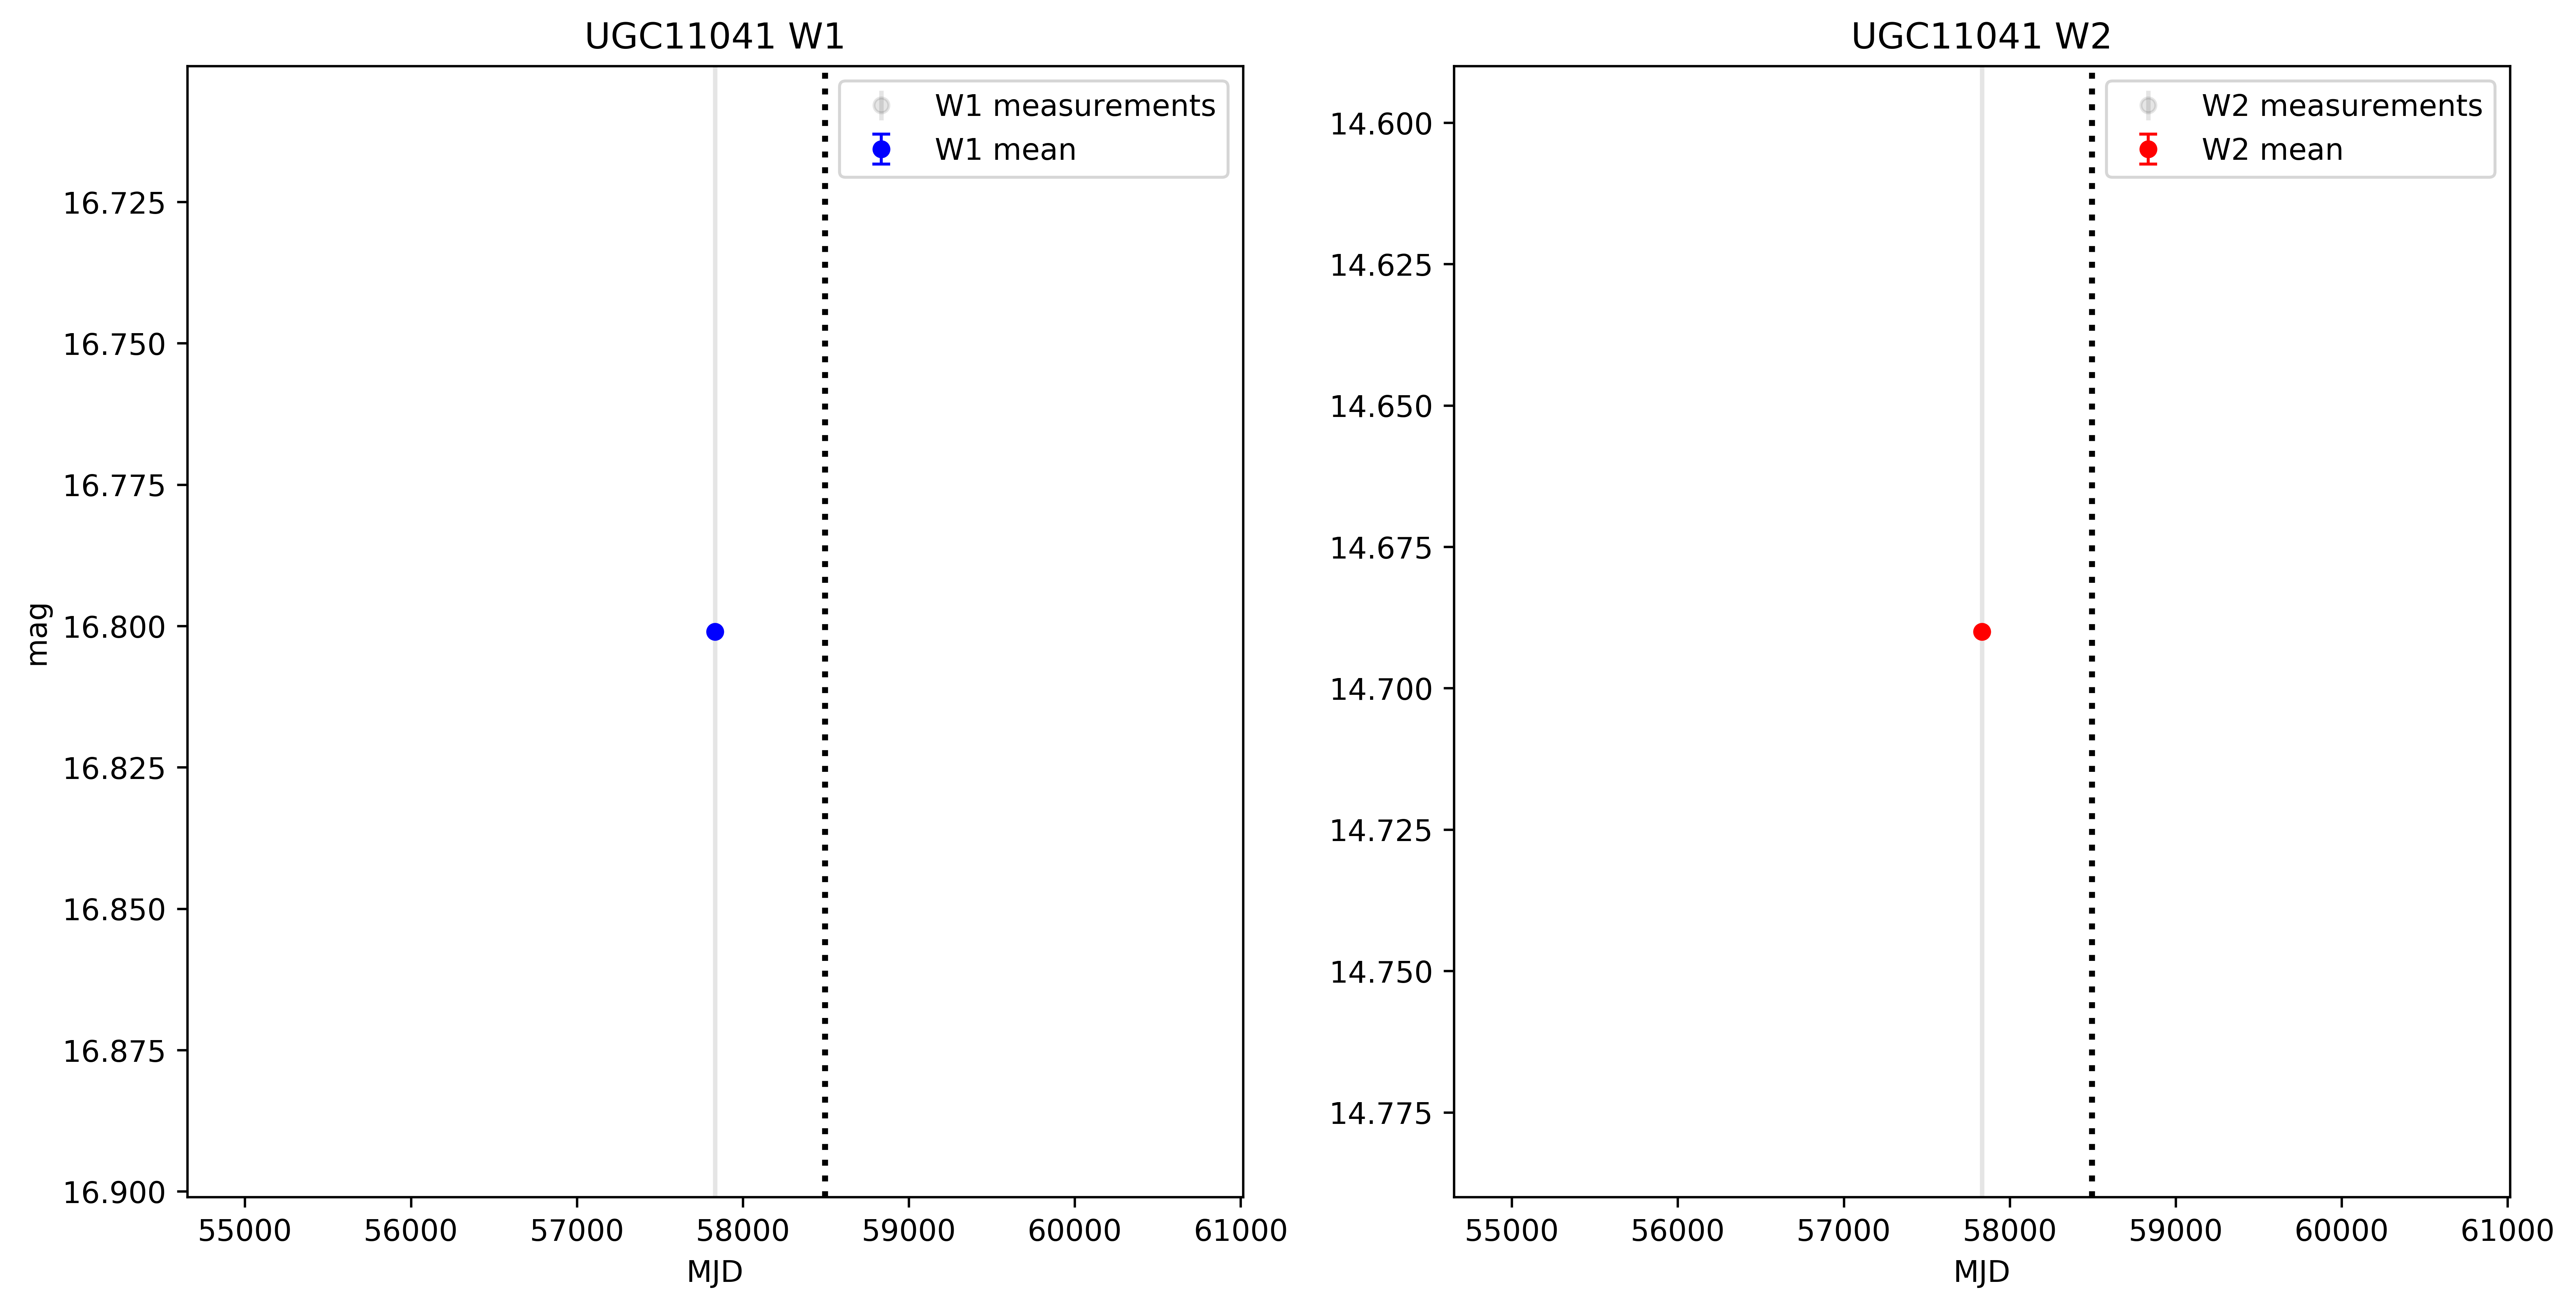 UGC11041 W1
W1 measurements
W1 mean
16.725
16.750
16.775
16.800
16.825
16.850
16.875
16.900
mag
55000 56000 57000 58000 59000 60000 61000
MJD
UGC11041 W2
W2 measurements
W2 mean
14.600
14.625
14.650
14.675
14.700
14.725
14.750
14.775
55000 56000 57000 58000 59000 60000 61000
MJD